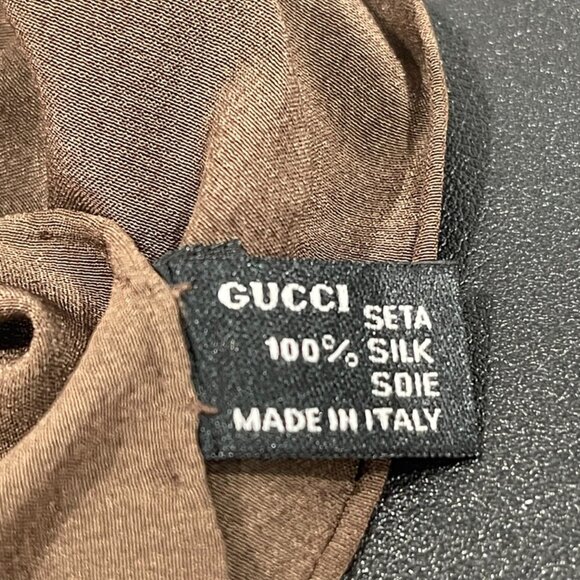 GUCCI
SETA
100% SILK
SOIE
MADE IN ITALY